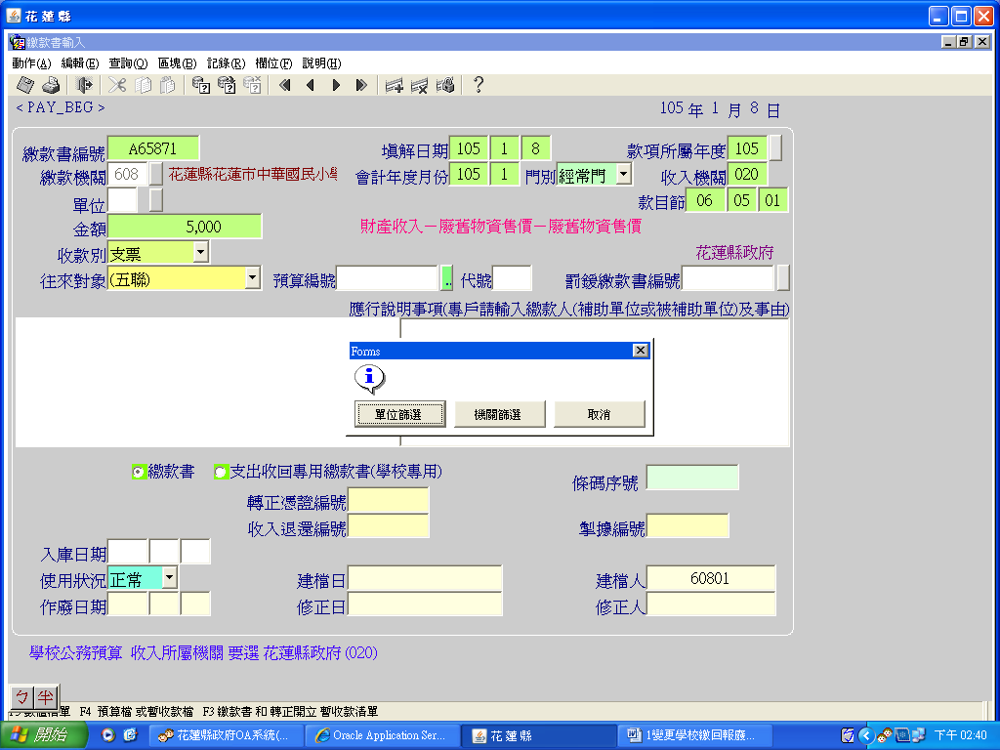 花蓮縣
繳款書輸入
動作(A) 編輯(E) 查詢(Q) 區塊(B) 記錄(R) 欄位(F) 說明(H)
< PAY_BEG > 105 年 1 月 8 日
繳款書編號 A65871 填解日期 105 1 8 款項所屬年度 105
繳款機關 608 花蓮縣花蓮市中華國民小學 會計年度月份 105 1 門別 經常門 收入機關 020
單位 款目節 06 05 01
金額 5,000 財產收入－廢舊物資售價－廢舊物資售價
收款別 支票 花蓮縣政府
往來對象 (五聯) 預算編號 .. 代號 罰鍰繳款書編號
應行說明事項(專戶請輸入繳款人(補助單位或被補助單位)及事由)
Forms
單位篩選 機關篩選 取消
繳款書 支出收回專用繳款書(學校專用) 條碼序號
轉正憑證編號
收入退還編號 掣據編號
入庫日期
使用狀況 正常 建檔日 建檔人 60801
作廢日期 修正日 修正人
學校公務預算 收入所屬機關 要選 花蓮縣政府 (020)
ㄅ 半
清單 F4 預算檔 或暫收款檔 F3 繳款書 和 轉正開立 暫收款清單
開始 花蓮縣政府OA系統(... Oracle Application Ser... 花蓮縣 1變更學校繳回報廢... 下午 02:40